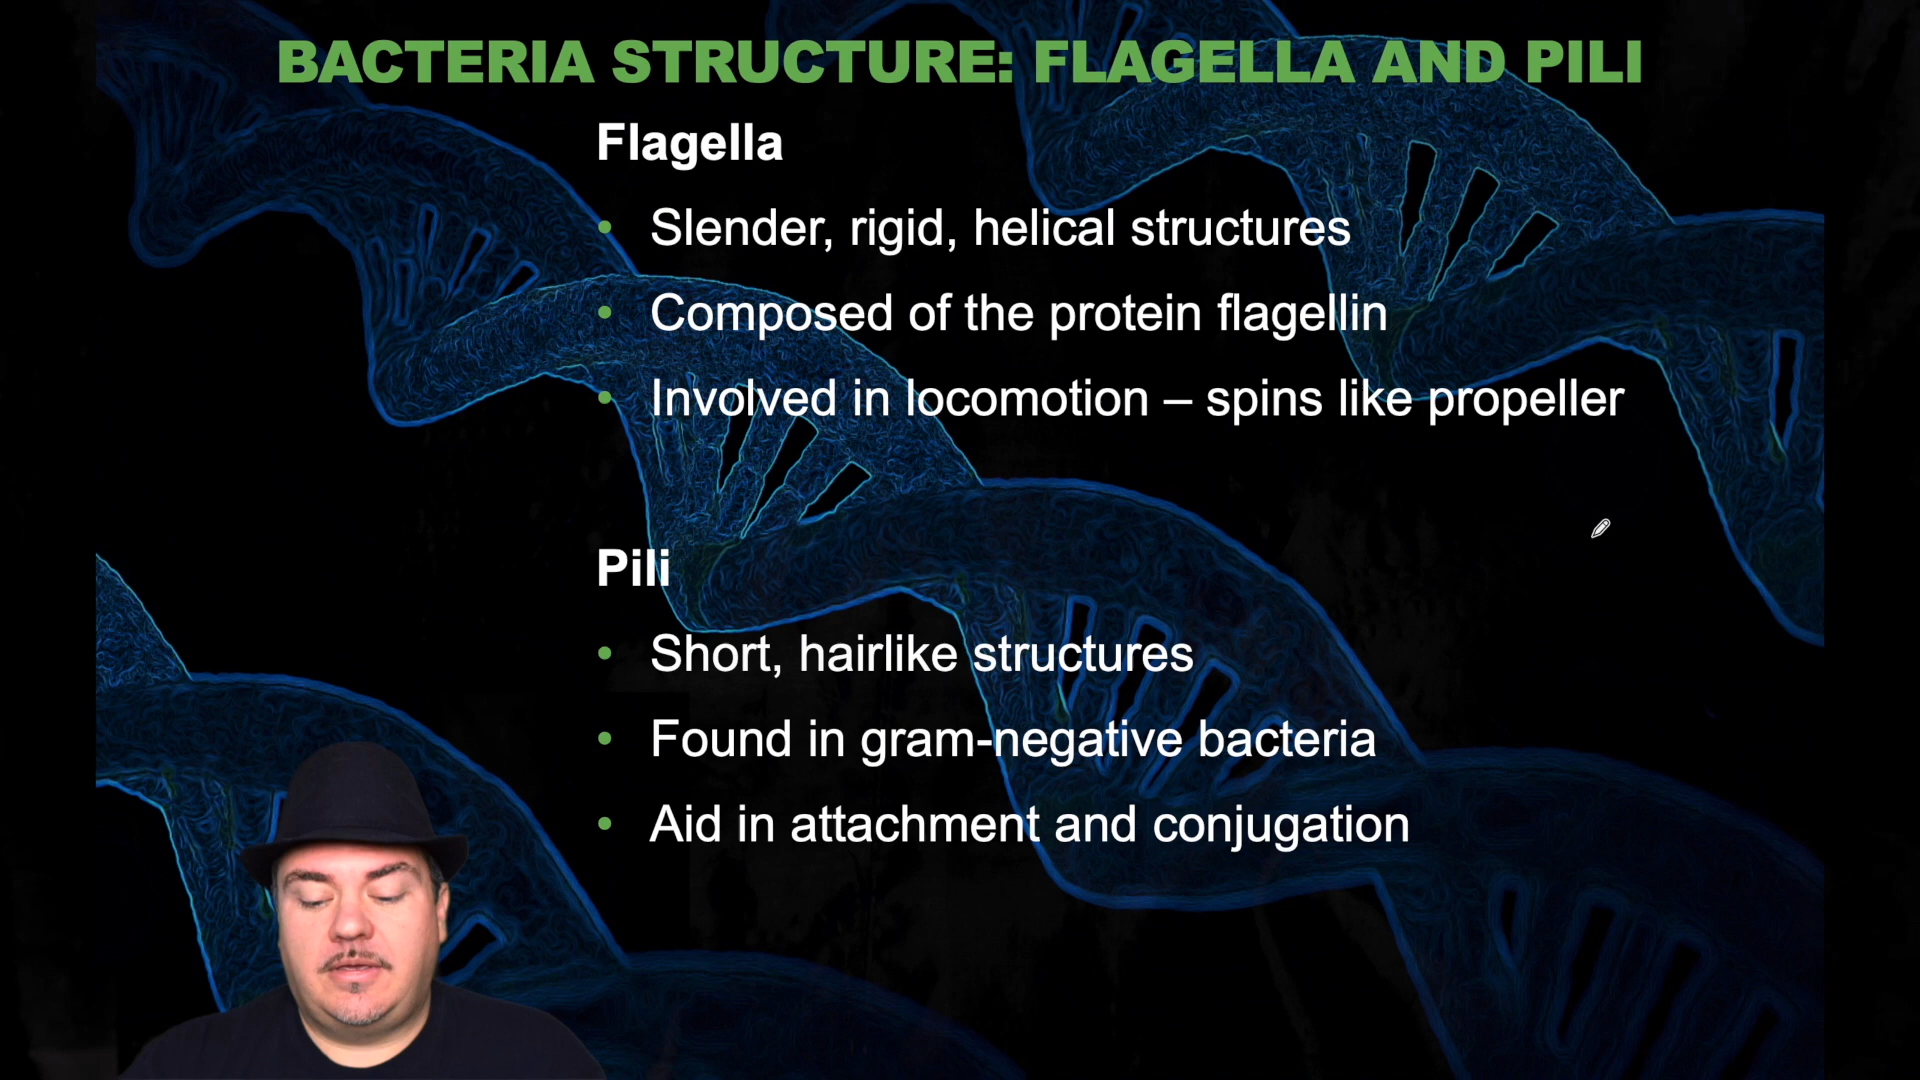 BACTERIA STRUCTURE: FLAGELLA AND PILI
Flagella
• Slender, rigid, helical structures
• Composed of the protein flagellin
• Involved in locomotion – spins like propeller
Pili
• Short, hairlike structures
• Found in gram-negative bacteria
• Aid in attachment and conjugation